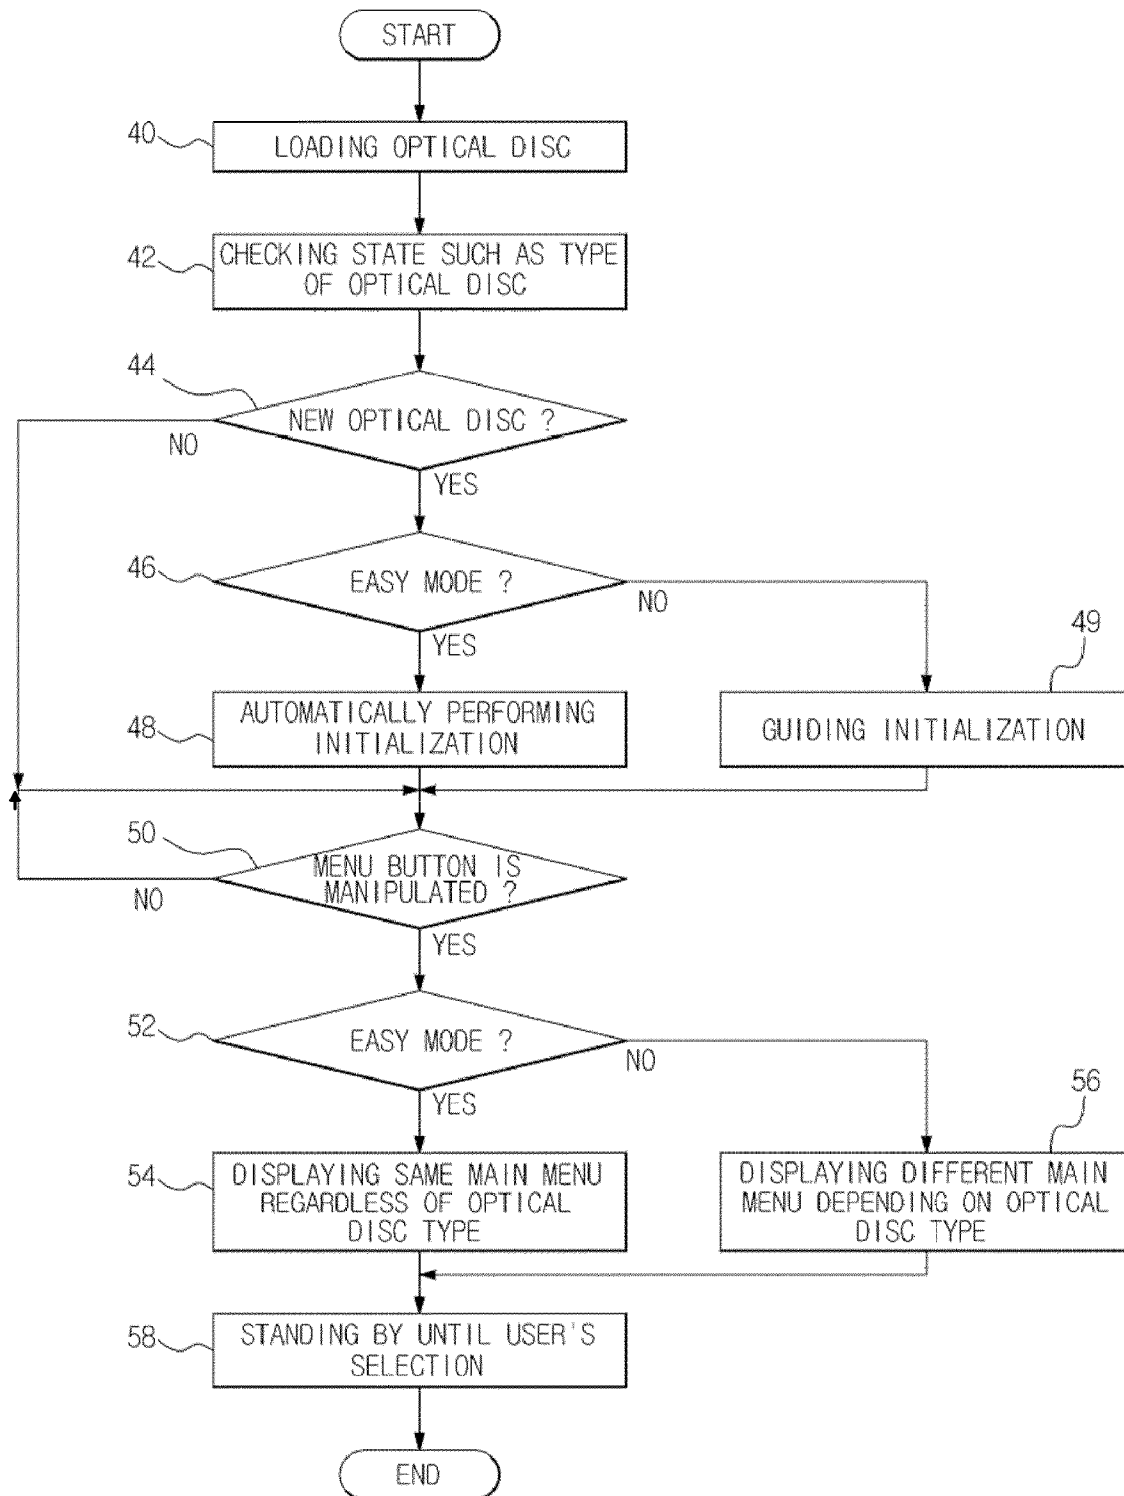 START
40
LOADING OPTICAL DISC
42
CHECKING STATE SUCH AS TYPE
OF OPTICAL DISC
44
NEW OPTICAL DISC ?
NO
YES
46
EASY MODE ?
NO
YES
49
48
AUTOMATICALLY PERFORMING
INITIALIZATION
GUIDING INITIALIZATION
50
MENU BUTTON IS
MANIPULATED ?
NO
YES
52
EASY MODE ?
NO
YES
56
54
DISPLAYING SAME MAIN MENU
REGARDLESS OF OPTICAL
DISC TYPE
DISPLAYING DIFFERENT MAIN
MENU DEPENDING ON OPTICAL
DISC TYPE
58
STANDING BY UNTIL USER'S
SELECTION
END